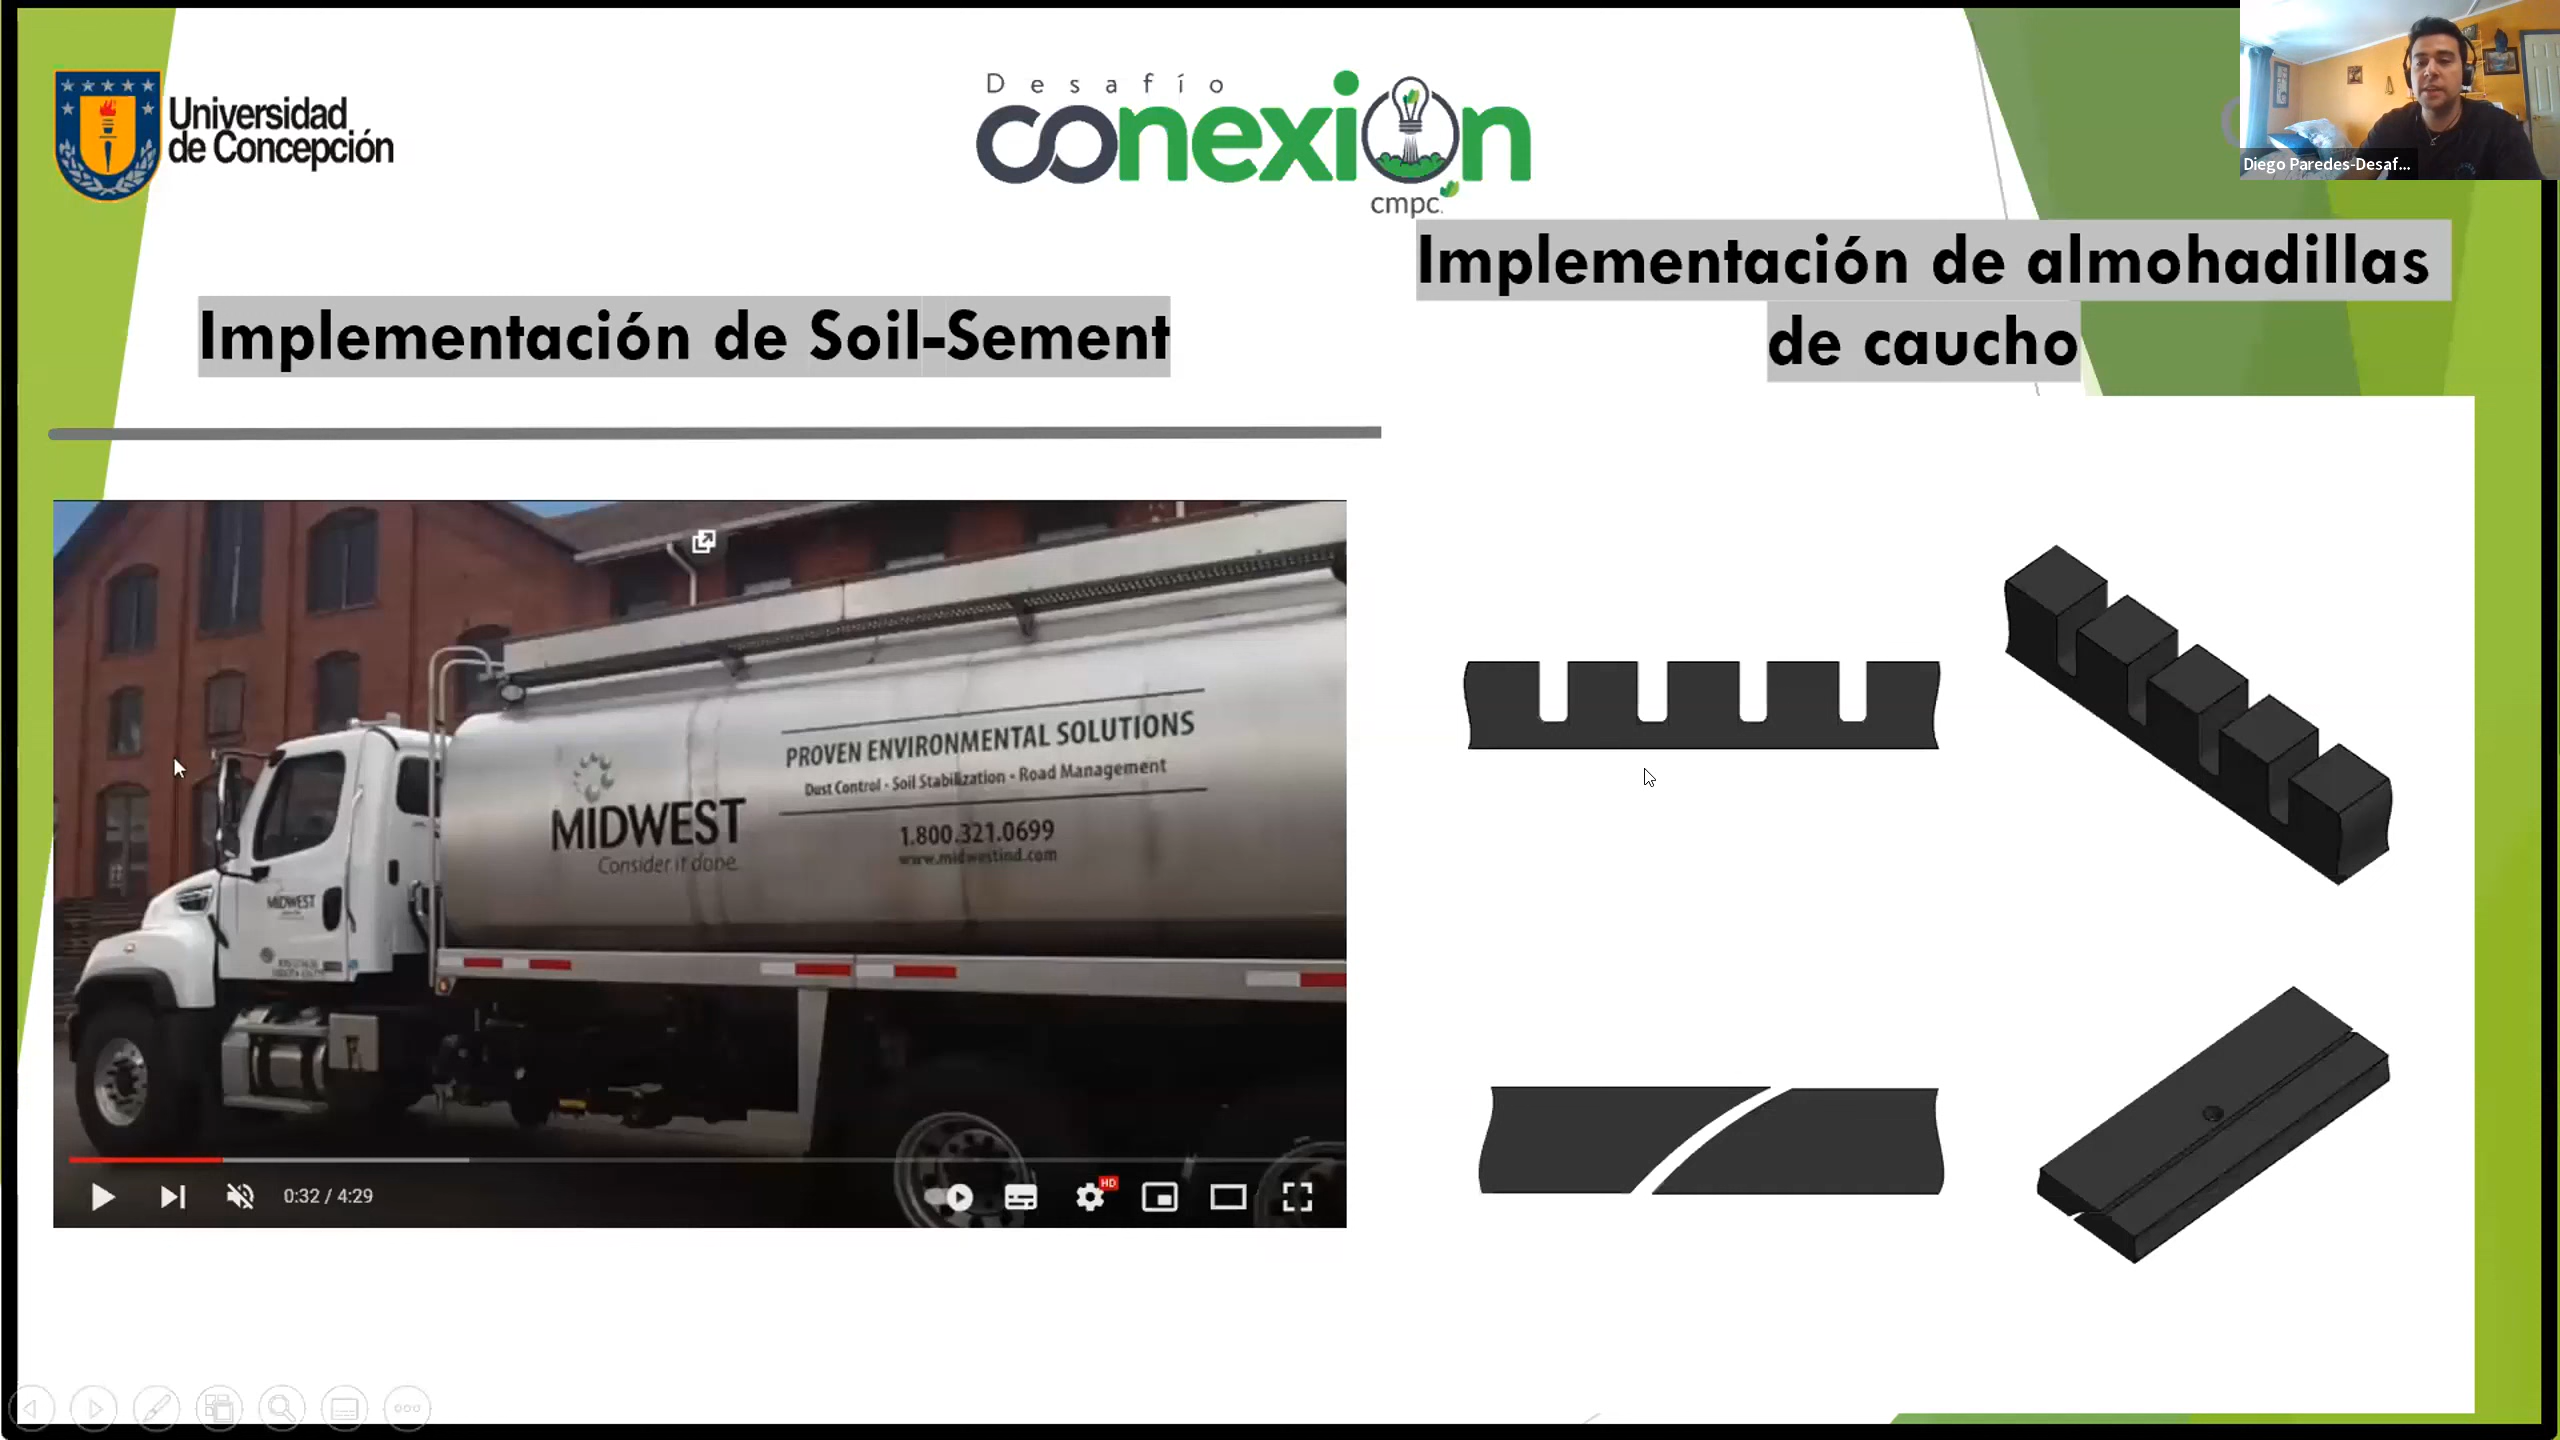 Universidad
de Concepción
Desafío
conexión
cmpc.
Diego Paredes-Desaf...
Implementación de Soil-Sement
Implementación de almohadillas
de caucho
PROVEN ENVIRONMENTAL SOLUTIONS
Dust Control - Soil Stabilization - Road Management
MIDWEST
Consider it done.
1.800.321.0699
www.midwestind.com
MIDWEST
HD
0:32 / 4:29